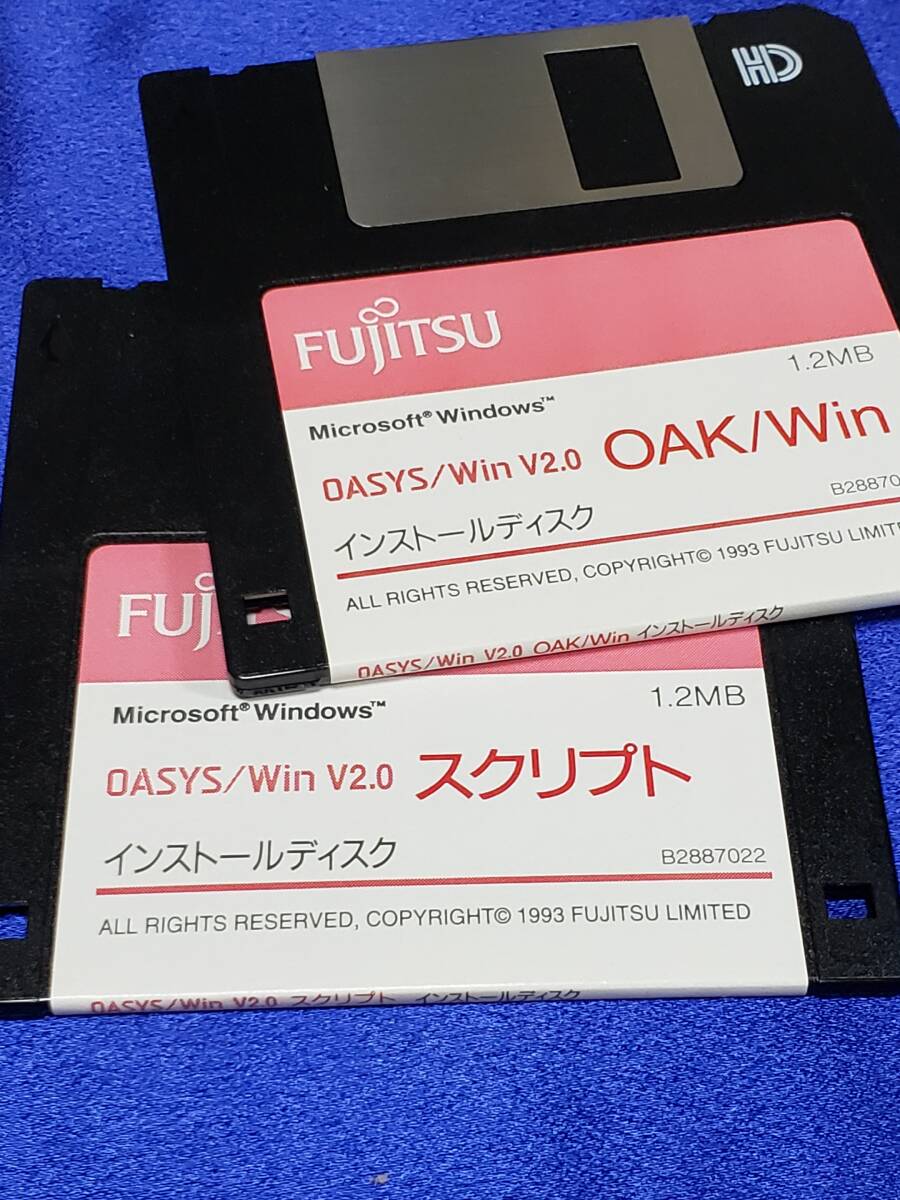 HD
FUJITSU
1.2MB
Microsoft® Windows™
OASYS/Win V2.0 OAK/Win
インストールディスク
ALL RIGHTS RESERVED, COPYRIGHT© 1993 FUJITSU
OASYS/Win V2.0 OAK/Win インストールディスク
Microsoft® Windows™
1.2MB
OASYS/Win V2.0 スクリプト
インストールディスク
B2887022
ALL RIGHTS RESERVED, COPYRIGHT© 1993 FUJITSU LIMITED
OASYS/Win V2.0 スクリプト インストールディスク